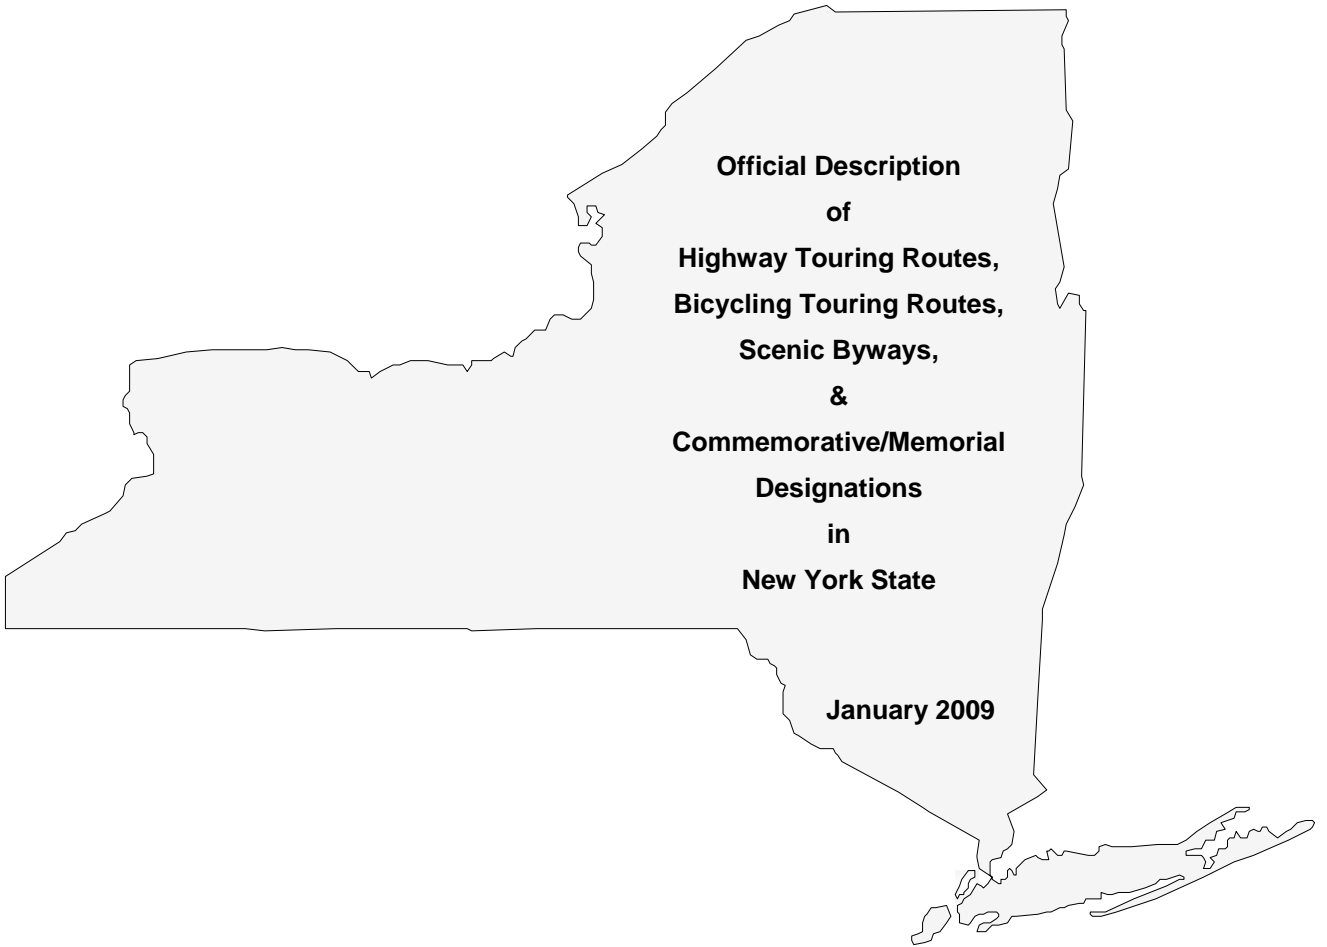 Official Description
of
Highway Touring Routes,
Bicycling Touring Routes,
Scenic Byways,
&
Commemorative/Memorial
Designations
in
New York State
January 2009